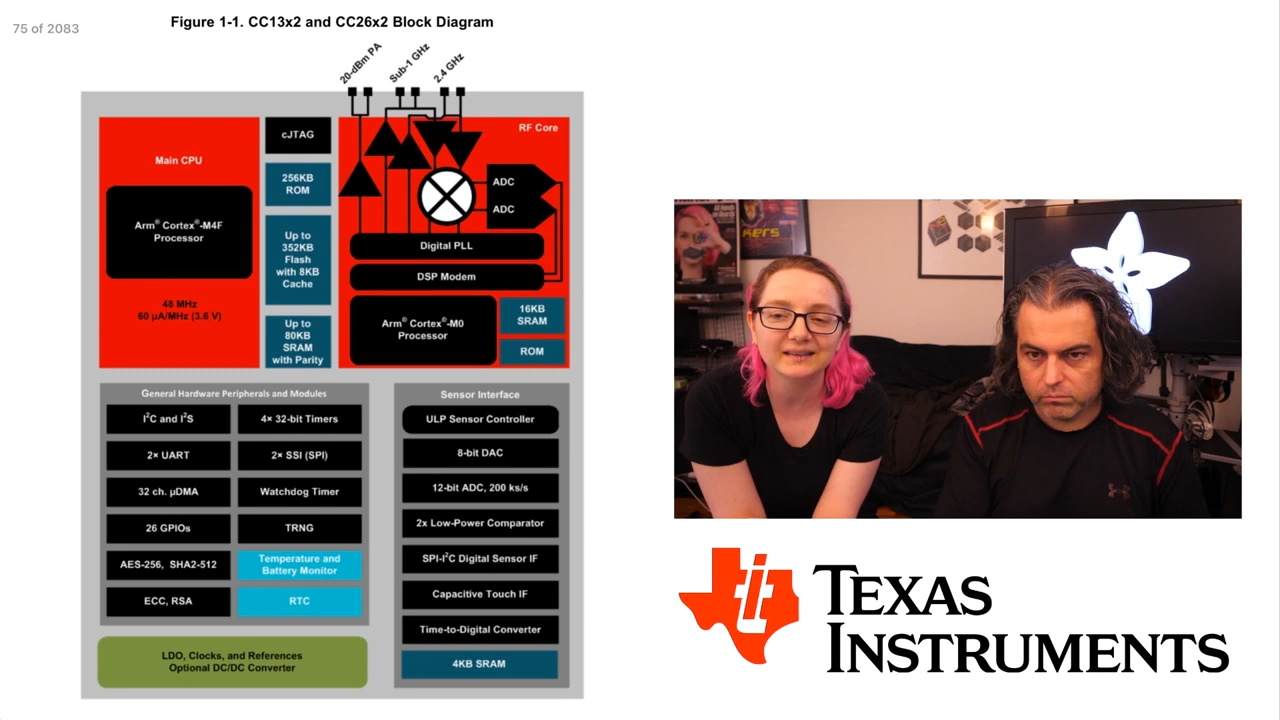 75 of 2083
Figure 1-1. CC13x2 and CC26x2 Block Diagram
20-dBm PA
Sub-1 GHz
2.4 GHz
Main CPU
Arm® Cortex®-M4F
Processor
48 MHz
60 µA/MHz (3.6 V)
cJTAG
256KB
ROM
Up to
352KB
Flash
with 8KB
Cache
Up to
80KB
SRAM
with Parity
RF Core
ADC
ADC
Digital PLL
DSP Modem
Arm® Cortex®-M0
Processor
16KB
SRAM
ROM
General Hardware Peripherals and Modules
I²C and I²S
4× 32-bit Timers
2× UART
2× SSI (SPI)
32 ch. µDMA
Watchdog Timer
26 GPIOs
TRNG
AES-256, SHA2-512
Temperature and
Battery Monitor
ECC, RSA
RTC
LDO, Clocks, and References
Optional DC/DC Converter
Sensor Interface
ULP Sensor Controller
8-bit DAC
12-bit ADC, 200 ks/s
2x Low-Power Comparator
SPI-I²C Digital Sensor IF
Capacitive Touch IF
Time-to-Digital Converter
4KB SRAM
kers
TEXAS
INSTRUMENTS